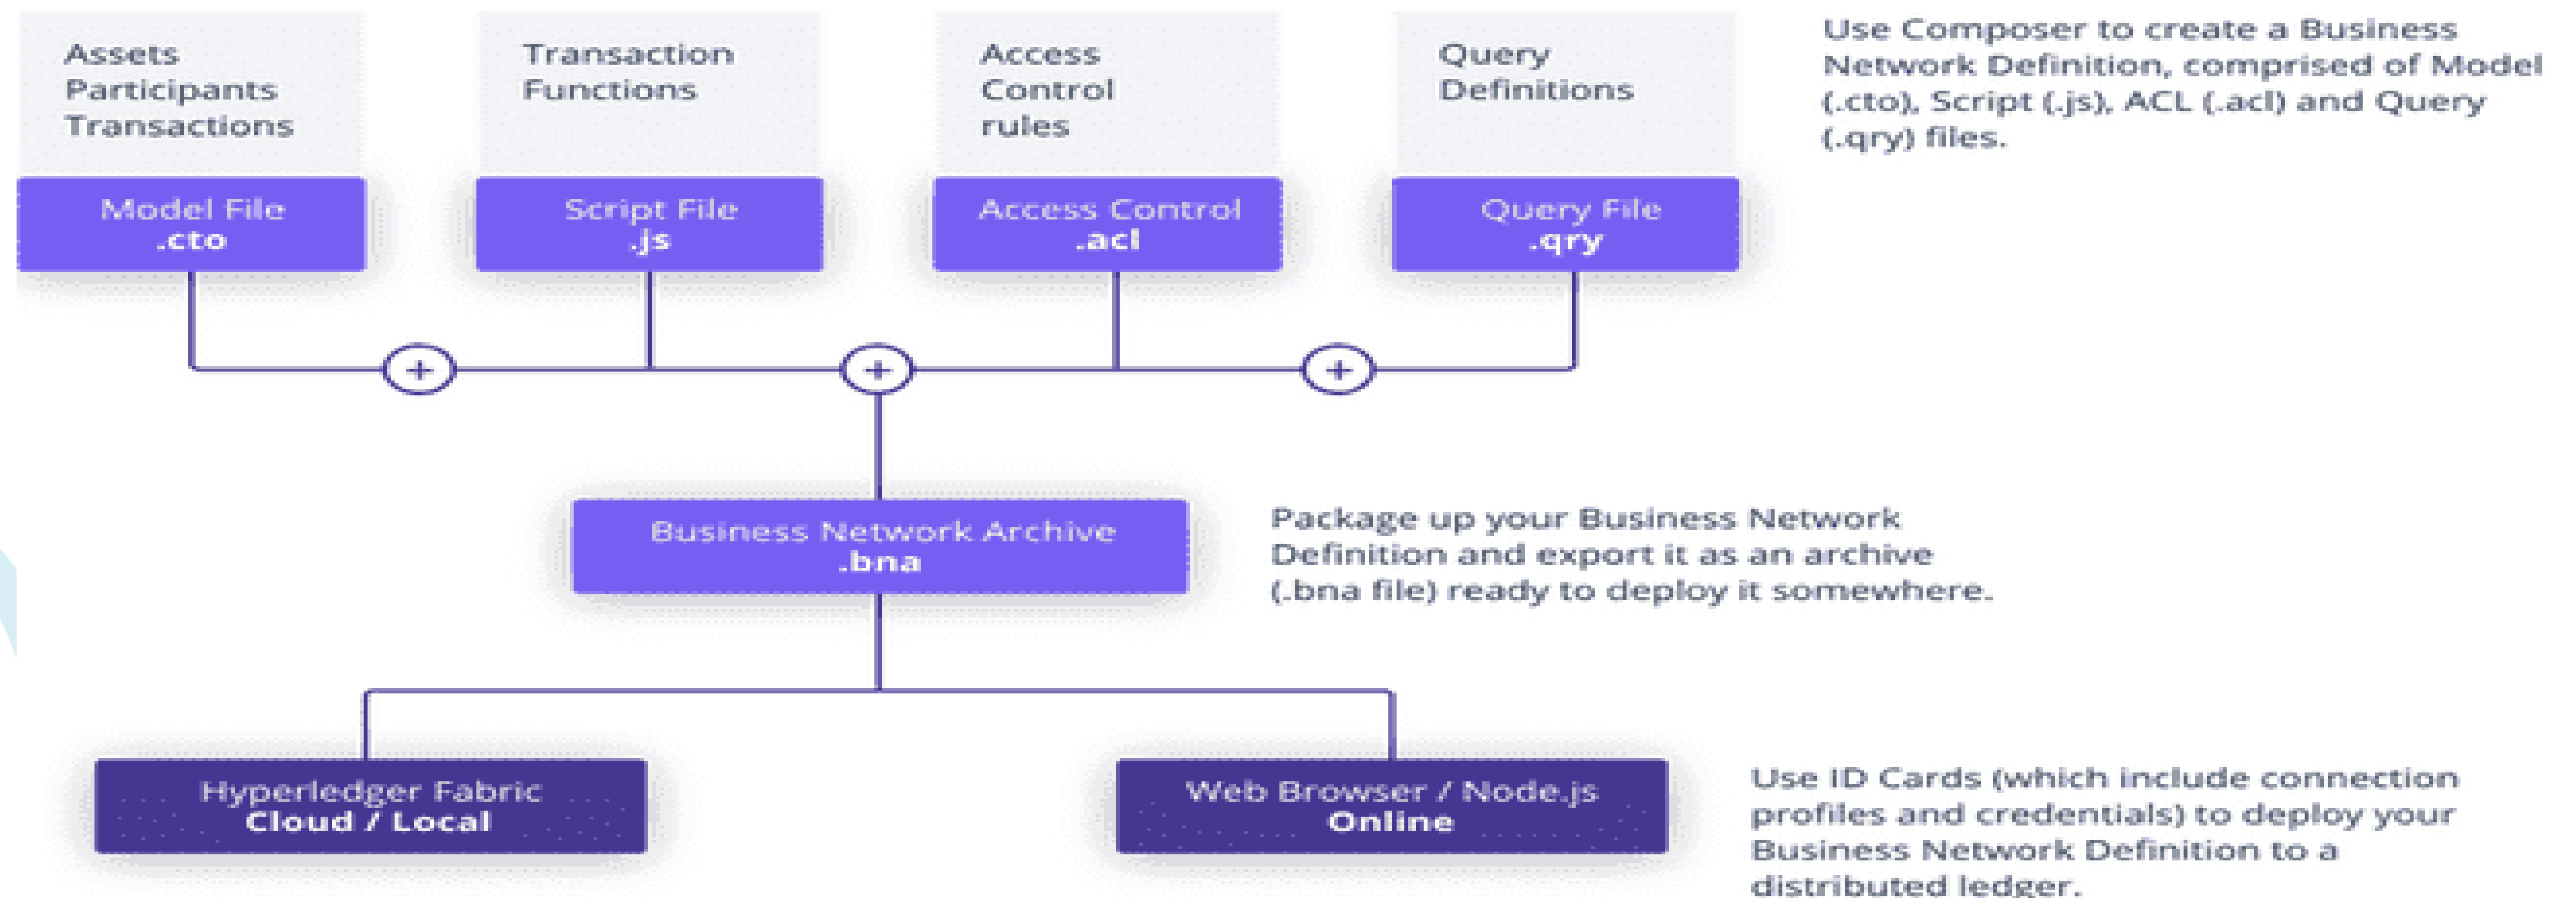 Assets
Participants
Transactions
Model File
.cto
Transaction
Functions
Script File
.js
Access
Control
rules
Access Control
.acl
Query
Definitions
Query File
.qry
Use Composer to create a Business
Network Definition, comprised of Model
(.cto), Script (.js), ACL (.acl) and Query
(.qry) files.
+
+
+
Business Network Archive
.bna
Package up your Business Network
Definition and export it as an archive
(.bna file) ready to deploy it somewhere.
Hyperledger Fabric
Cloud / Local
Web Browser / Node.js
Online
Use ID Cards (which include connection
profiles and credentials) to deploy your
Business Network Definition to a
distributed ledger.